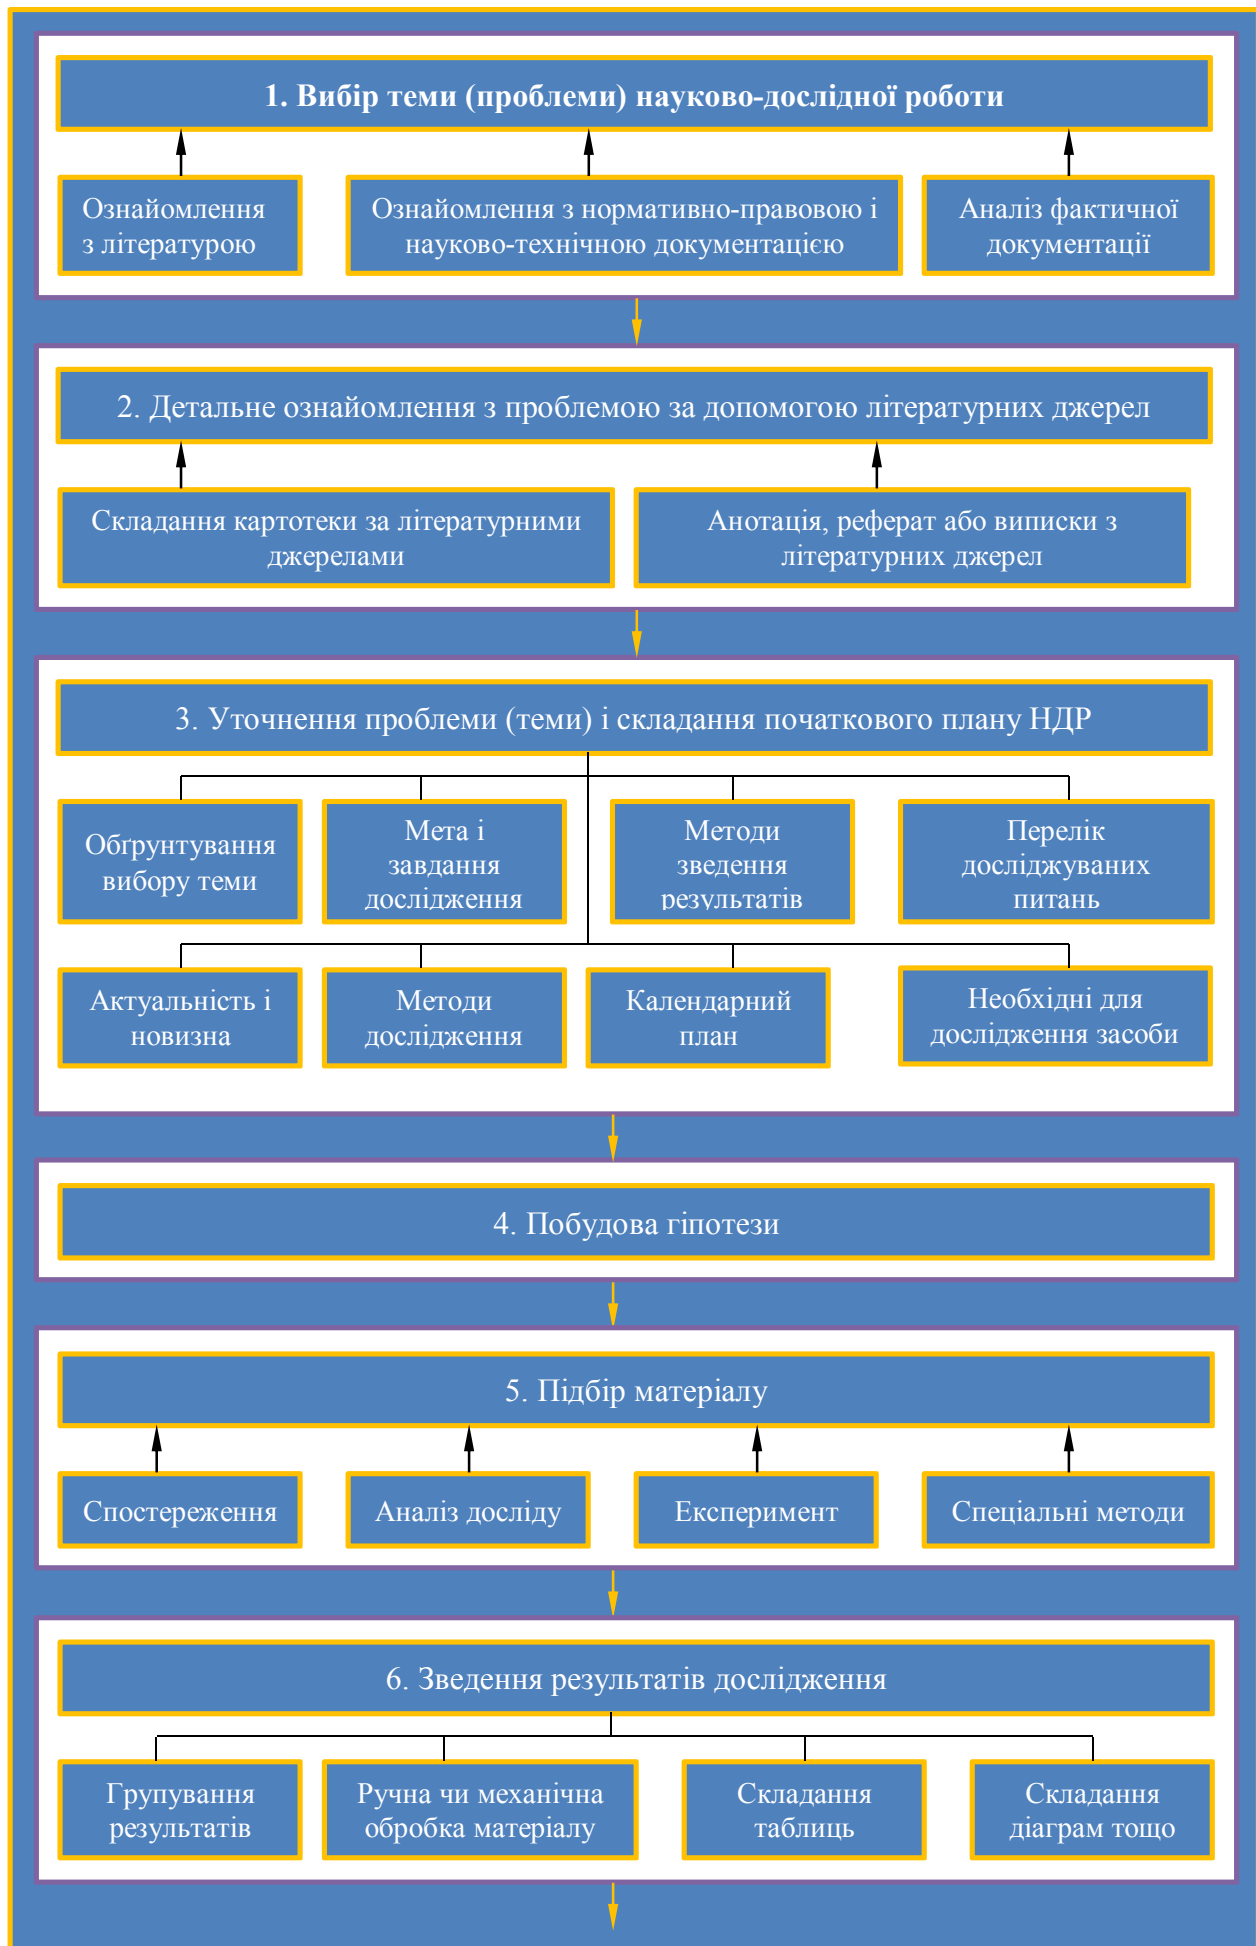 1. Вибір теми (проблеми) науково-дослідної роботи
Ознайомлення
з літературою
Ознайомлення з нормативно-правовою і
науково-технічною документацією
Аналіз фактичної
документації
2. Детальне ознайомлення з проблемою за допомогою літературних джерел
Складання картотеки за літературними
джерелами
Анотація, реферат або виписки з
літературних джерел
3. Уточнення проблеми (теми) і складання початкового плану НДР
Обґрунтування
вибору теми
Мета і
завдання
дослідження
Методи
зведення
результатів
Перелік
досліджуваних
питань
Актуальність і
новизна
Методи
дослідження
Календарний
план
Необхідні для
дослідження засоби
4. Побудова гіпотези
5. Підбір матеріалу
Спостереження
Аналіз досліду
Експеримент
Спеціальні методи
6. Зведення результатів дослідження
Групування
результатів
Ручна чи механічна
обробка матеріалу
Складання
таблиць
Складання
діаграм тощо